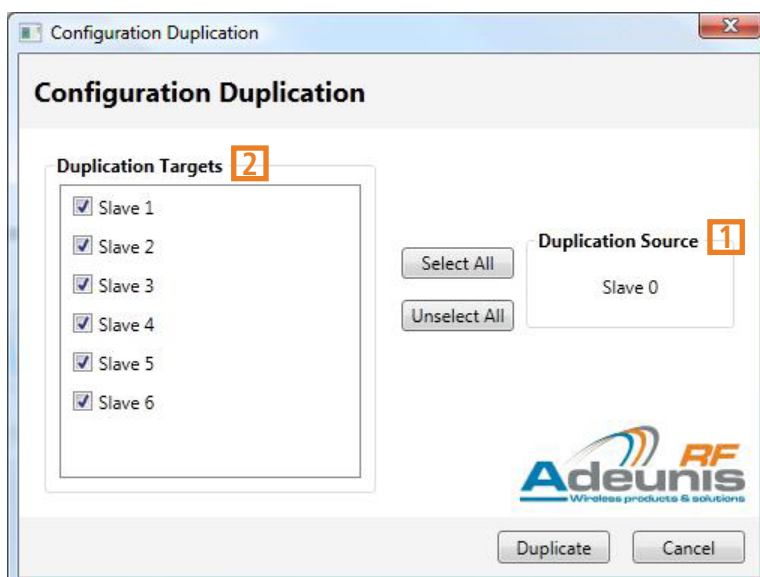 Configuration Duplication
Configuration Duplication
Duplication Targets 2
Slave 1
Slave 2
Slave 3
Slave 4
Slave 5
Slave 6
Select All
Unselect All
Duplication Source 1
Slave 0
Adeunis RF
Wireless products & solutions
Duplicate
Cancel